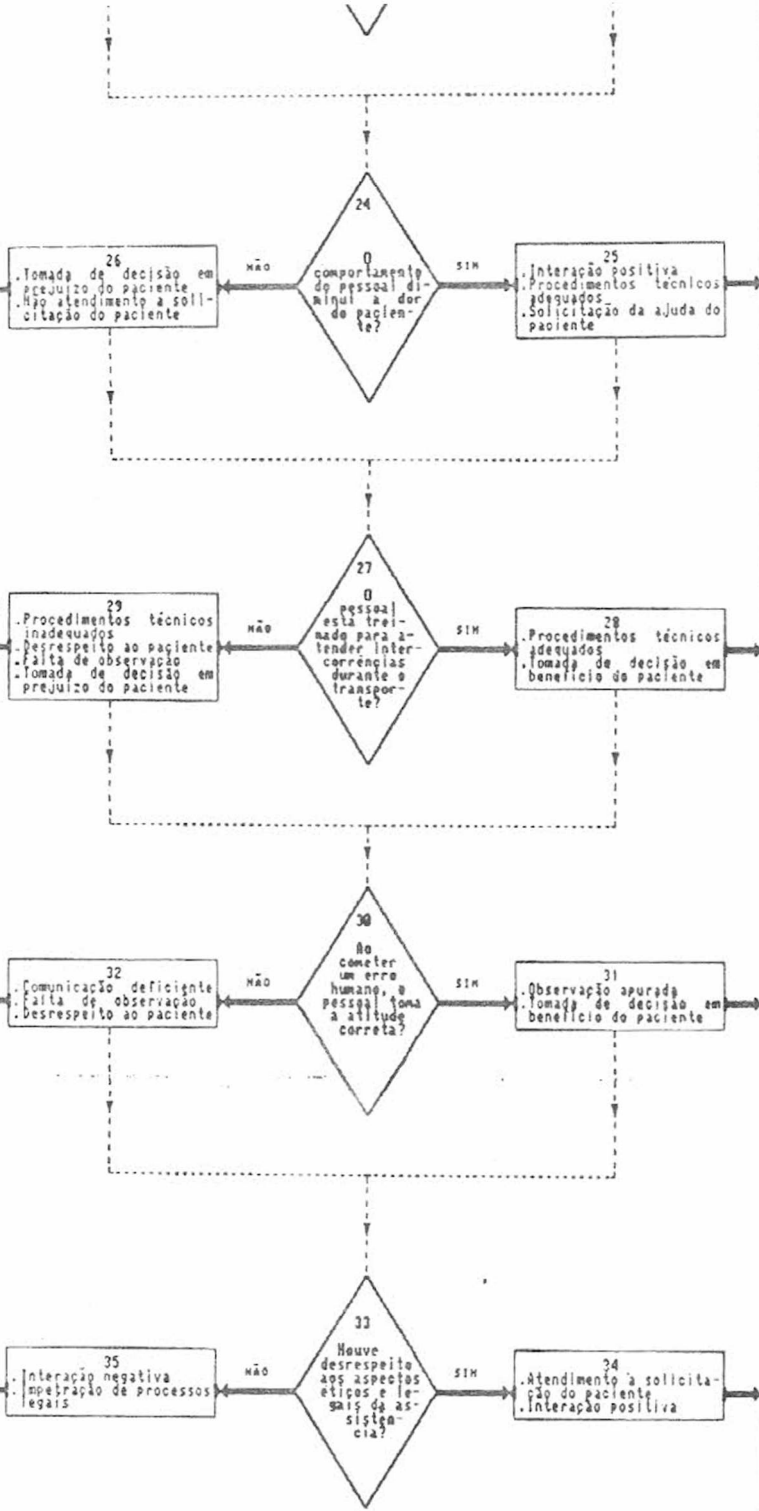 24
O
comportamento
do pessoal di-
minui a dor
do pacien-
te?
NÃO
SIM
26
.Tomada de decisão em
prejuízo do paciente
.Não atendimento a soli-
citação do paciente
25
.Interação positiva
.Procedimentos técnicos
adequados
.Solicitação da ajuda do
paciente
27
O
pessoal
está trei-
nado para a-
tender inter-
corrências
durante o
transpor-
te?
NÃO
SIM
29
.Procedimentos técnicos
inadequados
.Desrespeito ao paciente
.Falta de observação
.Tomada de decisão em
prejuízo do paciente
28
.Procedimentos técnicos
adequados
.Tomada de decisão em
benefício do paciente
30
Ao
cometer
um erro
humano, o
pessoal toma
a atitude
correta?
NÃO
SIM
32
.Comunicação deficiente
.Falta de observação
.Desrespeito ao paciente
31
.Observação apurada
.Tomada de decisão em
benefício do paciente
33
Houve
desrespeito
aos aspectos
éticos e le-
gais da as-
sistên-
cia?
NÃO
SIM
35
.Interação negativa
.Impetração de processos
legais
34
.Atendimento à solicita-
ção do paciente
.Interação positiva